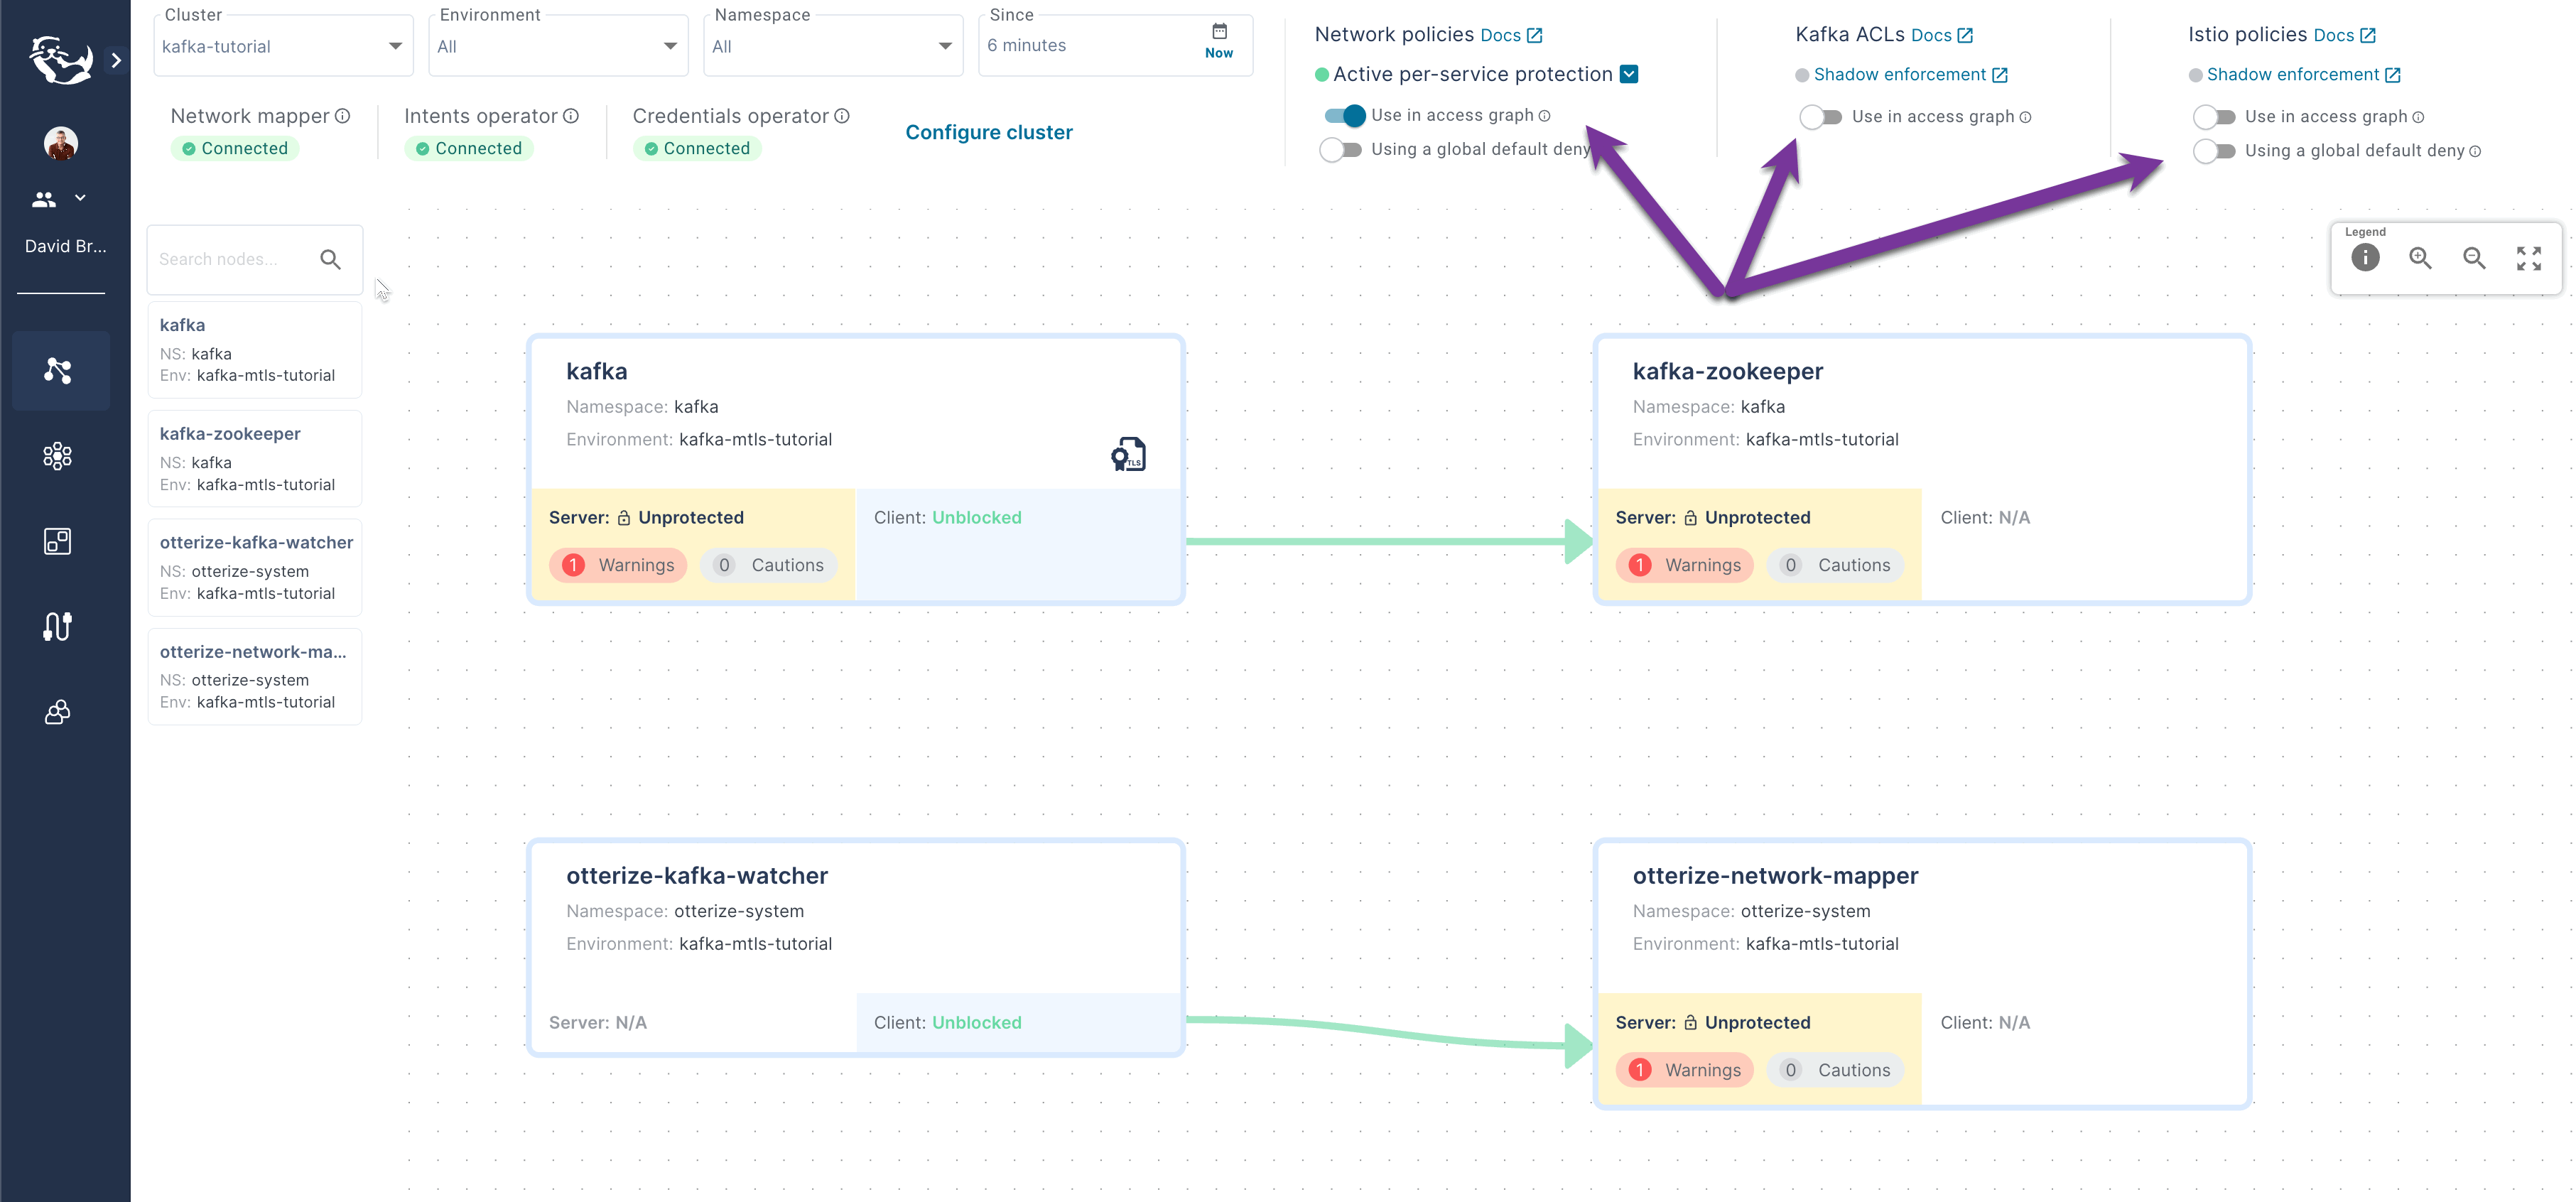 Cluster
kafka-tutorial
Environment
All
Namespace
All
Since
6 minutes
Now
Network mapper
Connected
Intents operator
Connected
Credentials operator
Connected
Configure cluster
Network policies Docs
Active per-service protection
Use in access graph
Using a global default deny
Kafka ACLs Docs
Shadow enforcement
Use in access graph
Istio policies Docs
Shadow enforcement
Use in access graph
Using a global default deny
David Br...
Search nodes...
kafka
NS: kafka
Env: kafka-mtls-tutorial
kafka-zookeeper
NS: kafka
Env: kafka-mtls-tutorial
otterize-kafka-watcher
NS: otterize-system
Env: kafka-mtls-tutorial
otterize-network-ma...
NS: otterize-system
Env: kafka-mtls-tutorial
Legend
kafka
Namespace: kafka
Environment: kafka-mtls-tutorial
TLS
Server: Unprotected
1 Warnings
0 Cautions
Client: Unblocked
kafka-zookeeper
Namespace: kafka
Environment: kafka-mtls-tutorial
Server: Unprotected
1 Warnings
0 Cautions
Client: N/A
otterize-kafka-watcher
Namespace: otterize-system
Environment: kafka-mtls-tutorial
Server: N/A
Client: Unblocked
otterize-network-mapper
Namespace: otterize-system
Environment: kafka-mtls-tutorial
Server: Unprotected
1 Warnings
0 Cautions
Client: N/A